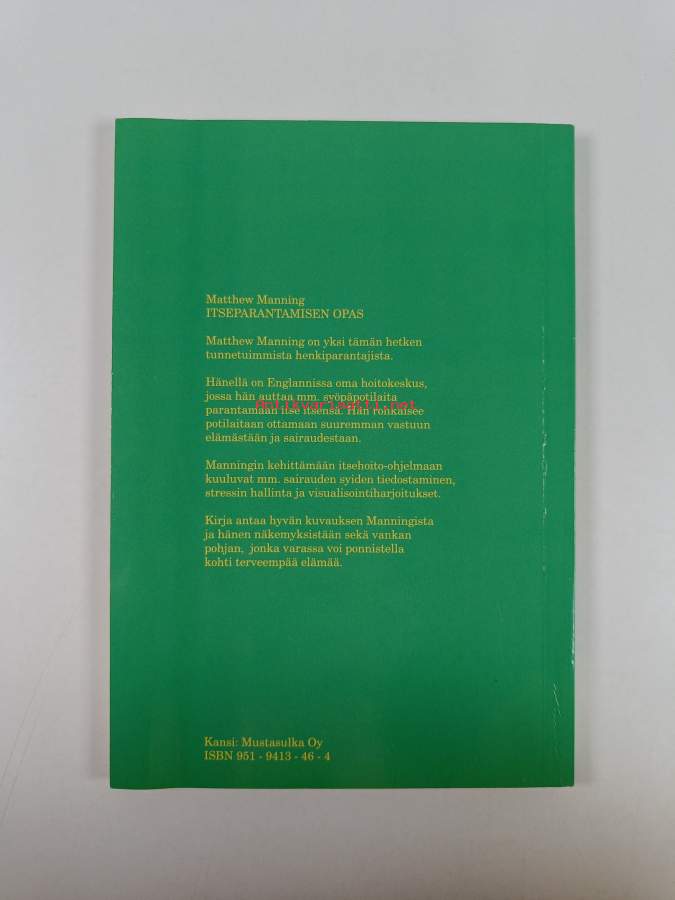 Matthew Manning
ITSEPARANTAMISEN OPAS
Matthew Manning on yksi tämän hetken
tunnetuimmista henkiparantajista.
Hänellä on Englannissa oma hoitokeskus,
jossa hän auttaa mm. syöpäpotilaita
Antikvariaatti.net
parantamaan itse itsensä. Hän rohkaisee
potilaitaan ottamaan suuremman vastuun
elämästään ja sairaudestaan.
Manningin kehittämään itsehoito-ohjelmaan
kuuluvat mm. sairauden syiden tiedostaminen,
stressin hallinta ja visualisointiharjoitukset.
Kirja antaa hyvän kuvauksen Manningista
ja hänen näkemyksistään sekä vankan
pohjan, jonka varassa voi ponnistella
kohti terveempää elämää.
Kansi: Mustasulka Oy
ISBN 951 - 9413 - 46 - 4